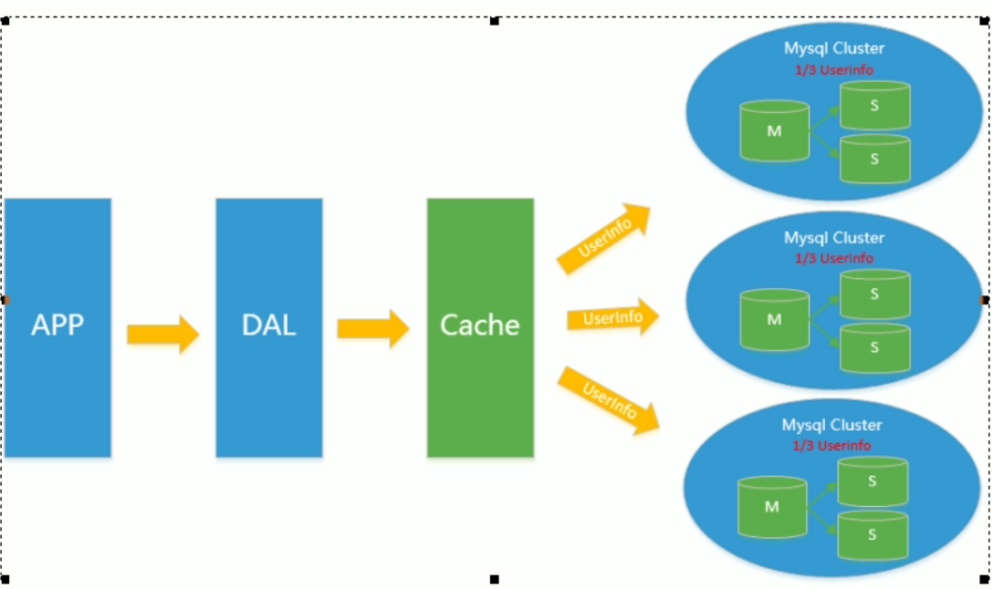 APP
DAL
Cache
UserInfo
UserInfo
UserInfo
Mysql Cluster
1/3 Userinfo
M
S
S
Mysql Cluster
1/3 Userinfo
M
S
S
Mysql Cluster
1/3 Userinfo
M
S
S